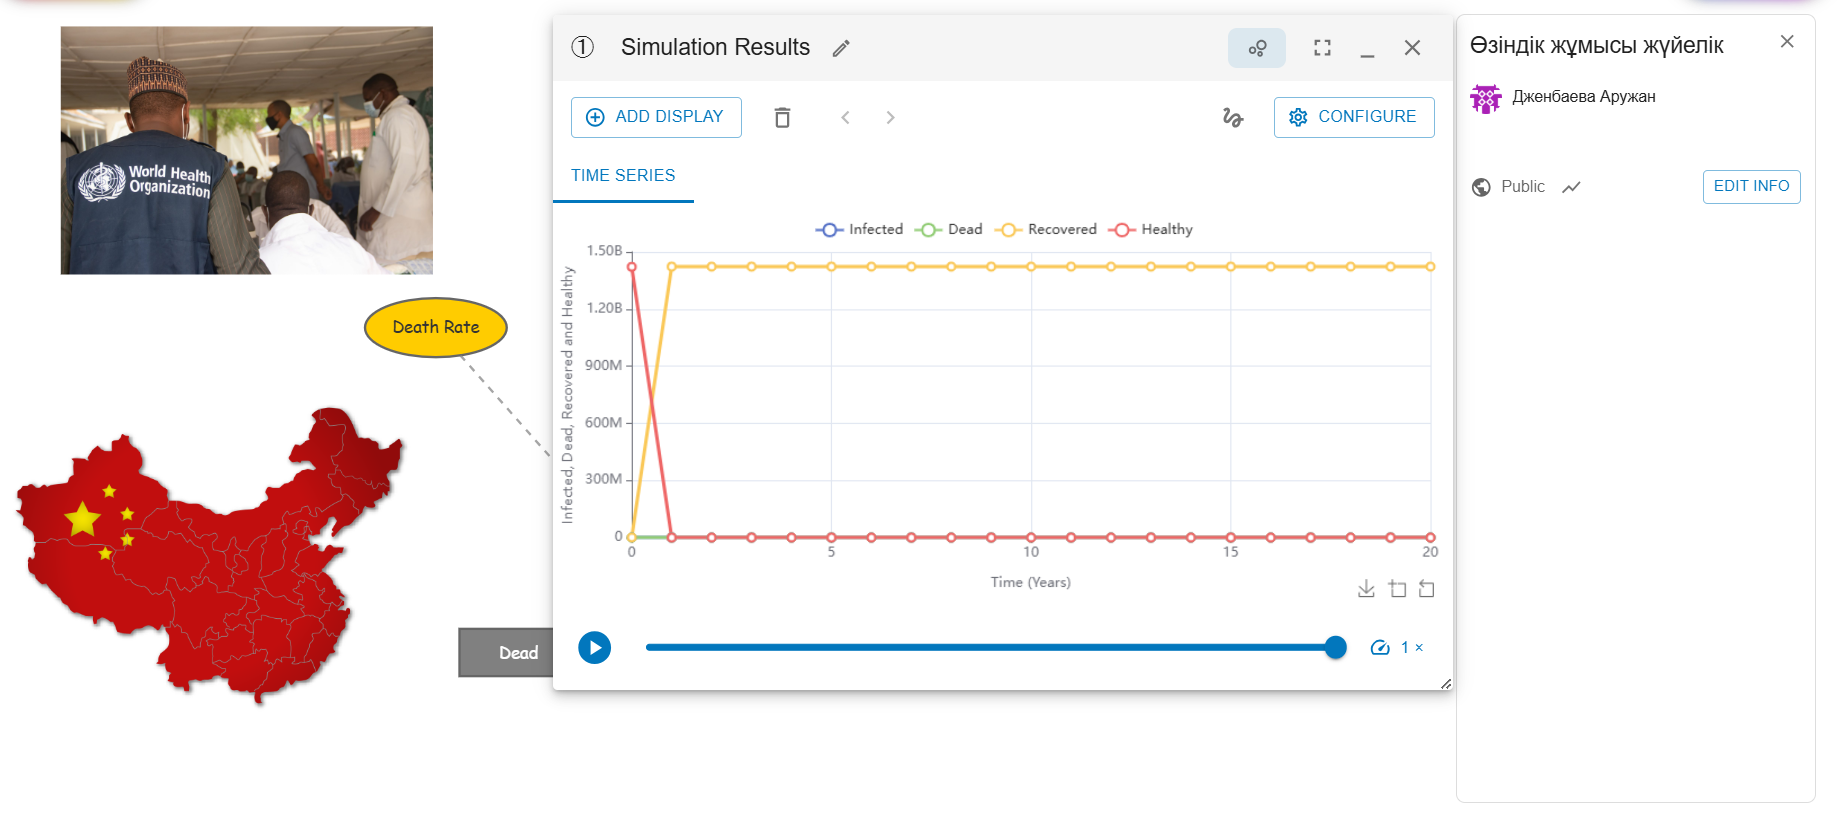 World Health
Organization
Death Rate
Dead
① Simulation Results
ADD DISPLAY
CONFIGURE
TIME SERIES
Infected Dead Recovered Healthy
Infected, Dead, Recovered and Healthy
1.50B
1.20B
900M
600M
300M
0
0 5 10 15 20
Time (Years)
1 ×
Өзіндік жұмысы жүйелік
Дженбаева Аружан
Public
EDIT INFO